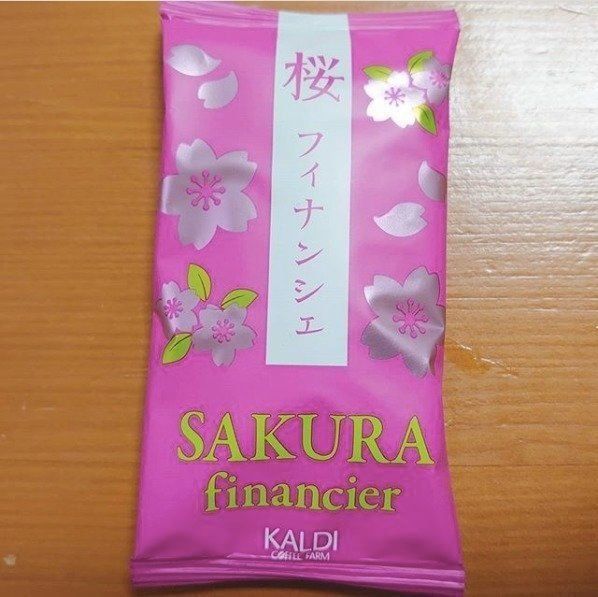 桜
フィナンシェ
SAKURA
financier
KALDI
COFFEE FARM